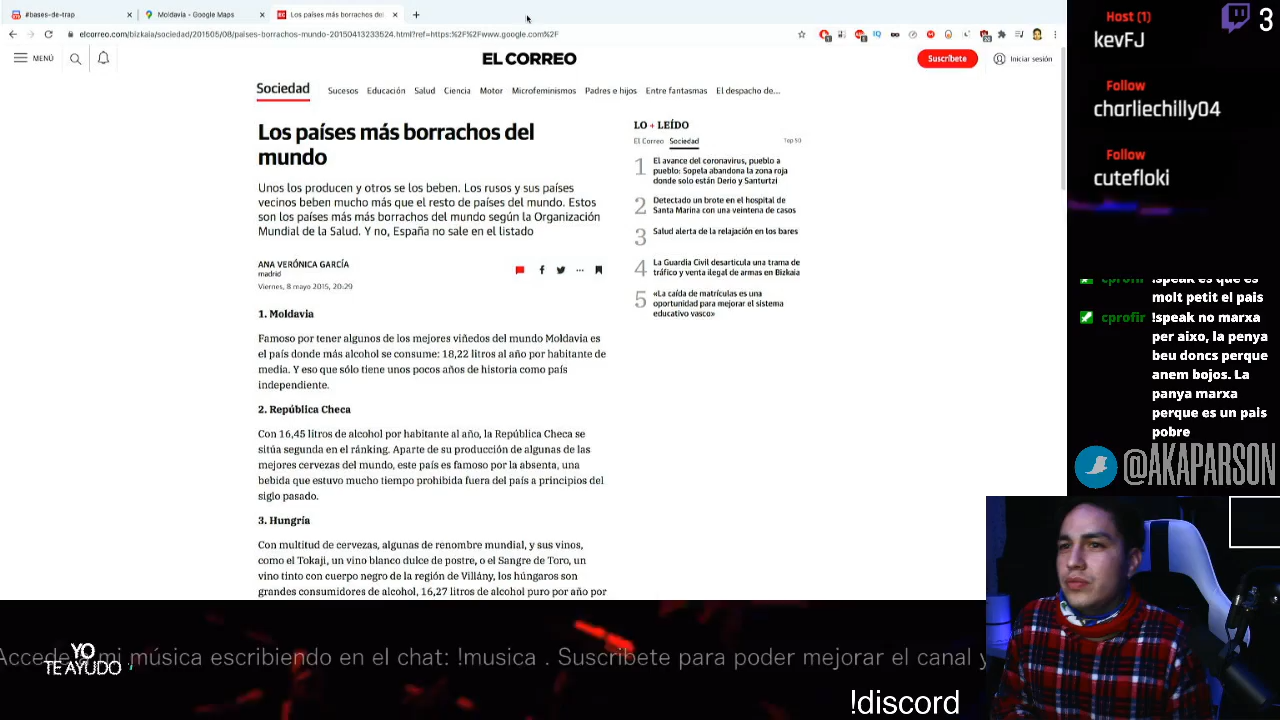 #bases-de-trap
Moldavia - Google Maps
Los países más borrachos del
elcorreo.com/bizkaia/sociedad/201505/08/paises-borrachos-mundo-20150413233524.html?ref=https:%2F%2Fwww.google.com%2F
MENÚ
EL CORREO
Suscríbete
Iniciar sesión
Sociedad
Sucesos
Educación
Salud
Ciencia
Motor
Microfeminismos
Padres e hijos
Entre fantasmas
El despacho de...
Los países más borrachos del
mundo
Unos los producen y otros se los beben. Los rusos y sus países
vecinos beben mucho más que el resto de países del mundo. Estos
son los países más más borrachos del mundo según la Organización
Mundial de la Salud. Y no, España no sale en el listado
ANA VERÓNICA GARCÍA
madrid
Viernes, 8 mayo 2015, 20:29
1. Moldavia
Famoso por tener algunos de los mejores viñedos del mundo Moldavia es
el país donde más alcohol se consume: 18,22 litros al año por habitante de
media. Y eso que sólo tiene unos pocos años de historia como país
independiente.
2. República Checa
Con 16,45 litros de alcohol por habitante al año, la República Checa se
sitúa segunda en el ránking. Aparte de su producción de algunas de las
mejores cervezas del mundo, este país es famoso por la absenta, una
bebida que estuvo mucho tiempo prohibida fuera del país a principios del
siglo pasado.
3. Hungría
Con multitud de cervezas, algunas de renombre mundial, y sus vinos,
como el Tokaji, un vino blanco dulce de postre, o el Sangre de Toro, un
vino tinto con cuerpo negro de la región de Villány, los húngaros son
grandes consumidores de alcohol, 16,27 litros de alcohol puro por año por
LO + LEÍDO
El Correo
Sociedad
Top 50
1
El avance del coronavirus, pueblo a
pueblo: Sopela abandona la zona roja
donde solo están Derio y Santurtzi
2
Detectado un brote en el hospital de
Santa Marina con una veintena de casos
3
Salud alerta de la relajación en los bares
4
La Guardia Civil desarticula una trama de
tráfico y venta ilegal de armas en Bizkaia
5
«La caída de matrículas es una
oportunidad para mejorar el sistema
educativo vasco»
Host (1)
kevFJ
3
Follow
charliechilly04
Follow
cutefloki
cprofir !speak es que es
molt petit el pais
cprofir !speak no marxa
per aixo, la penya
beu doncs perque
anem bojos. La
panya marxa
perque es un pais
pobre
@AKAPARSON
YO
TE AYUDO
Accede a mi música escribiendo en el chat: !musica . Suscribete para poder mejorar el canal y
!discord